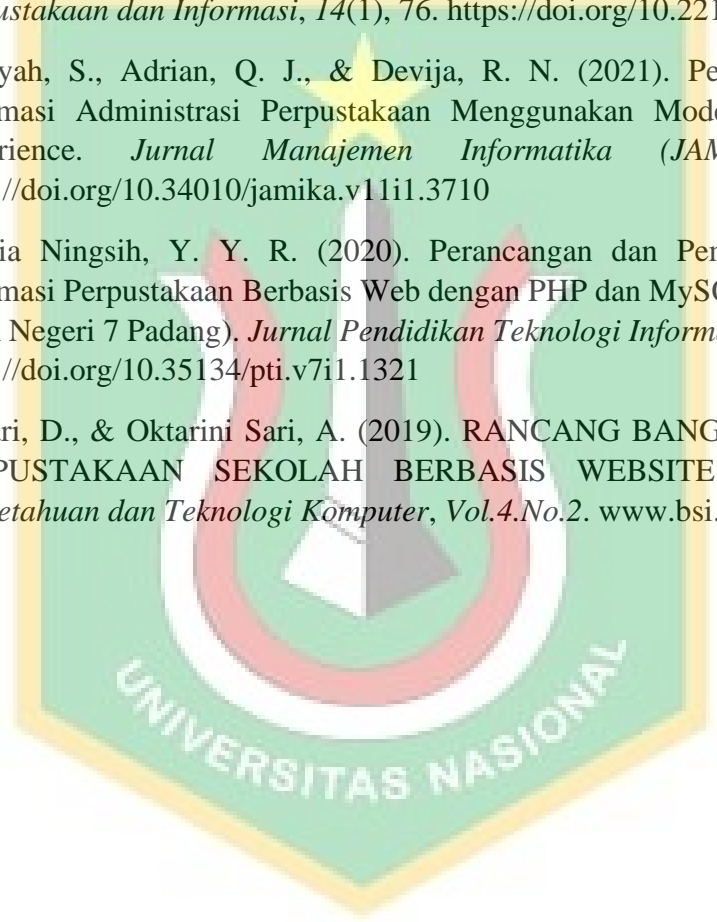 ustakaan dan Informasi, 14(1), 76. https://doi.org/10.221
yah, S., Adrian, Q. J., & Devija, R. N. (2021). Pe
masi Administrasi Perpustakaan Menggunakan Mode
rience. Jurnal Manajemen Informatika (JAM
//doi.org/10.34010/jamika.v11i1.3710
ia Ningsih, Y. Y. R. (2020). Perancangan dan Pen
masi Perpustakaan Berbasis Web dengan PHP dan MySQ
Negeri 7 Padang). Jurnal Pendidikan Teknologi Informa
//doi.org/10.35134/pti.v7i1.1321
ri, D., & Oktarini Sari, A. (2019). RANCANG BANG
PUSTAKAAN SEKOLAH BERBASIS WEBSITE
etahuan dan Teknologi Komputer, Vol.4.No.2. www.bsi.
UNIVERSITAS NASIONAL